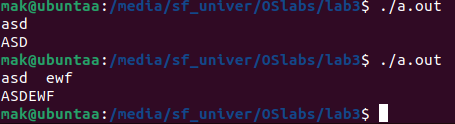 mak@ubuntaa:/media/sf_univer/OSlabs/lab3$ ./a.out
asd
ASD
mak@ubuntaa:/media/sf_univer/OSlabs/lab3$ ./a.out
asd  ewf
ASDEWF
mak@ubuntaa:/media/sf_univer/OSlabs/lab3$